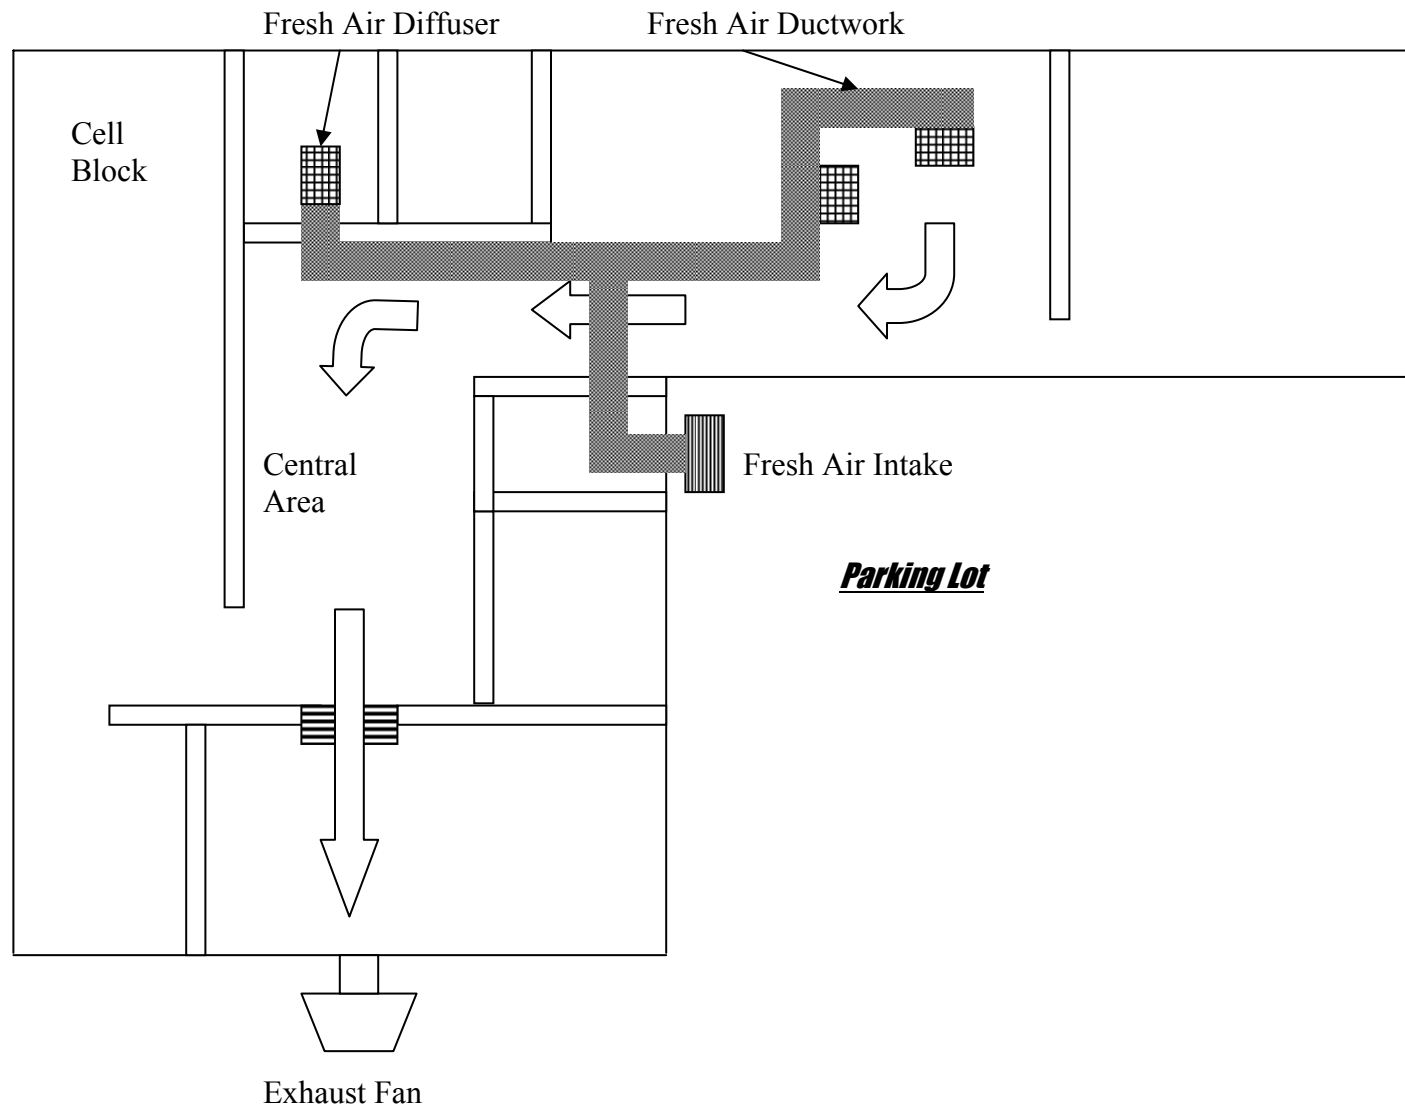 Fresh Air Diffuser
Fresh Air Ductwork
Cell
Block
Central
Area
Fresh Air Intake
Parking Lot
Exhaust Fan